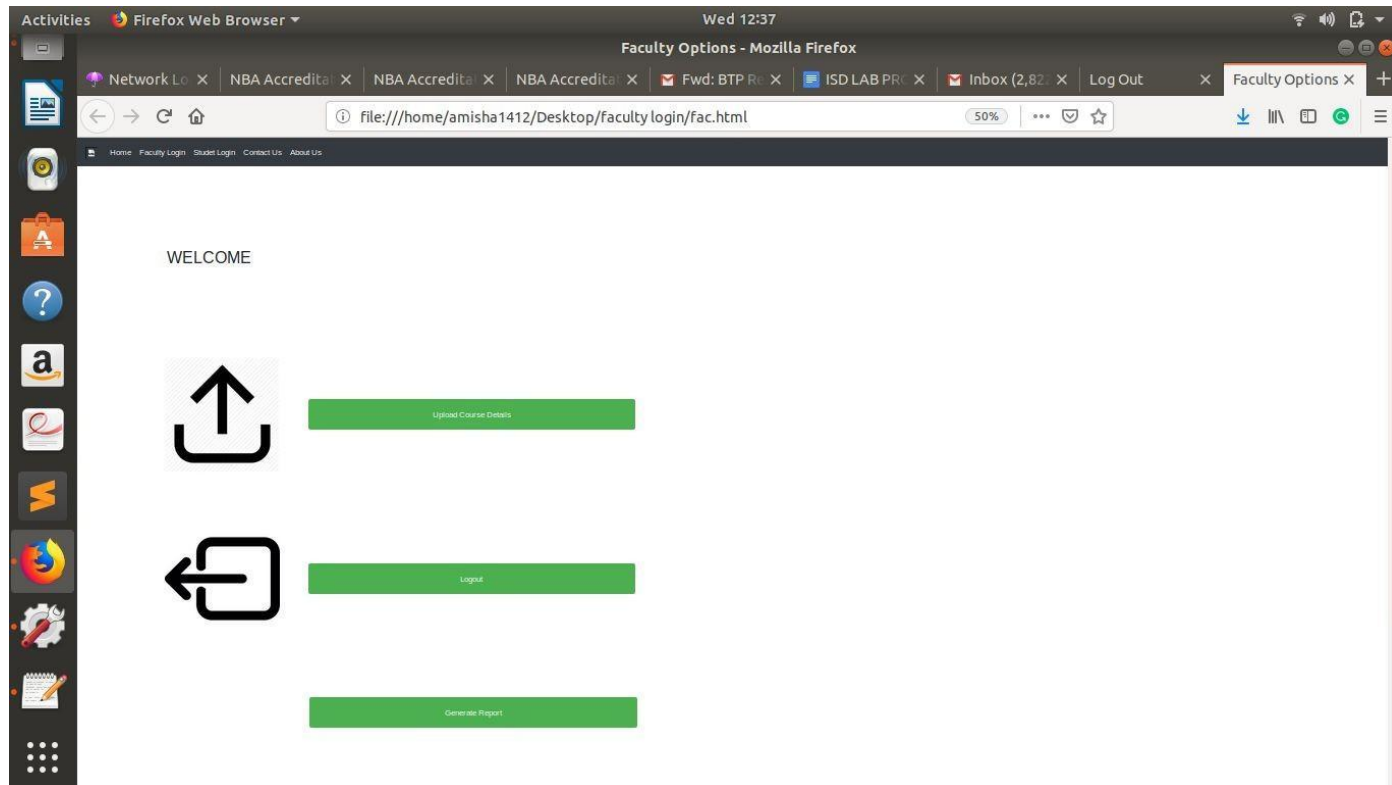 Activities Firefox Web Browser Wed 12:37
Faculty Options - Mozilla Firefox
Network Lo NBA Accredita NBA Accredita NBA Accredita Fwd: BTP Re ISD LAB PRO Inbox (2,82 Log Out Faculty Options
file:///home/amisha1412/Desktop/faculty login/fac.html 50%
Home Faculty Login Studet Login Contact Us About Us
WELCOME
Upload Course Details
Logout
Generate Report